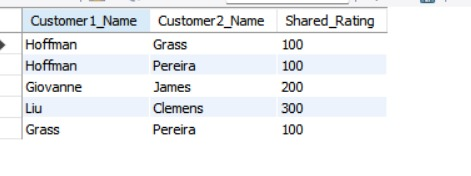 Customer1_Name Customer2_Name Shared_Rating
Hoffman Grass 100
Hoffman Pereira 100
Giovanne James 200
Liu Clemens 300
Grass Pereira 100